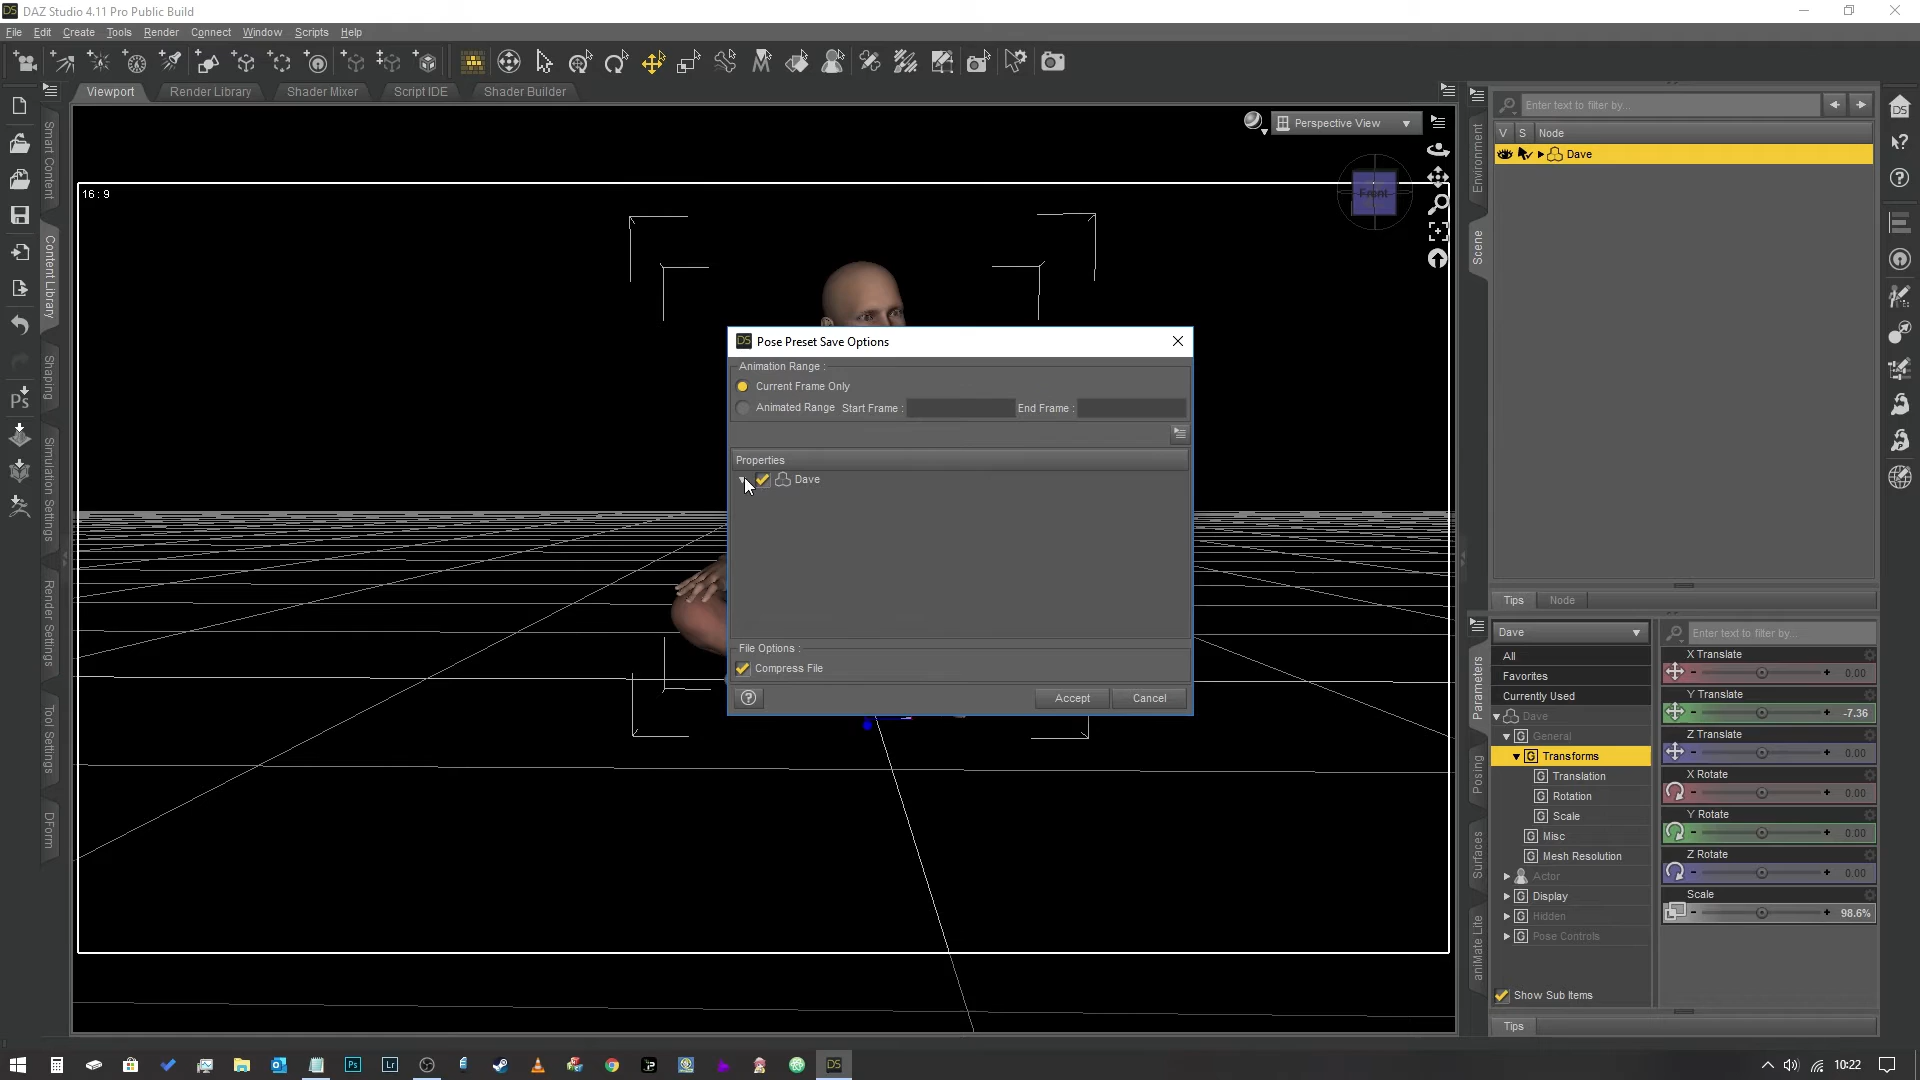 DAZ Studio 4.11 Pro Public Build
File Edit Create Tools Render Connect Window Scripts Help
Viewport Render Library Shader Mixer Script IDE Shader Builder
Smart Content
Content Library
Shaping
Simulation Settings
Render Settings
Tool Settings
DForm
16 : 9
Perspective View
Front
Pose Preset Save Options
Animation Range :
Current Frame Only
Animated Range Start Frame : End Frame :
Properties
Dave
File Options :
Compress File
Accept Cancel
Environment
Scene
Enter text to filter by...
V S Node
Dave
Tips Node
Parameters
Posing
Surfaces
aniMate Lite
Dave
All
Favorites
Currently Used
Dave
General
Transforms
Translation
Rotation
Scale
Misc
Mesh Resolution
Actor
Display
Hidden
Pose Controls
Show Sub Items
Enter text to filter by...
X Translate
0.00
Y Translate
-7.36
Z Translate
0.00
X Rotate
0.00
Y Rotate
0.00
Z Rotate
0.00
Scale
98.6%
Tips
DS
Ps
Ps Lr DS
10:22